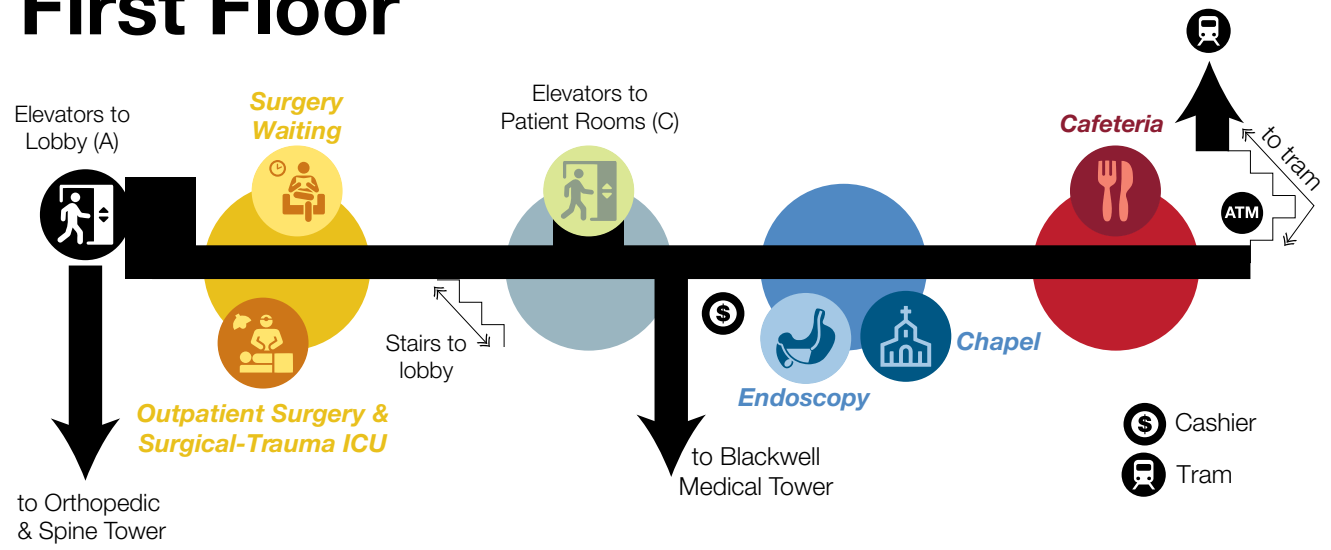 First Floor
Elevators to
Lobby (A)
Surgery
Waiting
Elevators to
Patient Rooms (C)
Cafeteria
to tram
ATM
Stairs to
lobby
$
Chapel
Endoscopy
Outpatient Surgery &
Surgical-Trauma ICU
to Blackwell
Medical Tower
to Orthopedic
& Spine Tower
$ Cashier
Tram